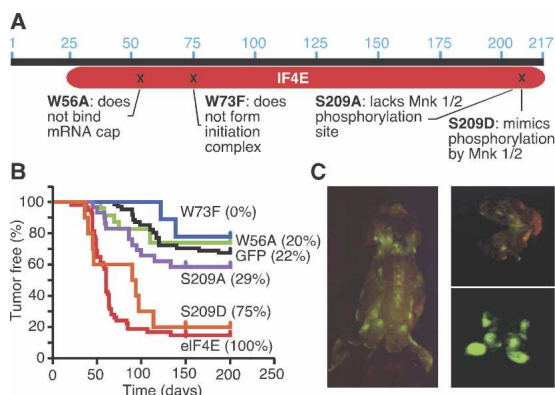 A
1 25 50 75 100 125 150 175 200 217
IF4E
x x x
W56A: does
not bind
mRNA cap
W73F: does
not form
initiation
complex
S209A: lacks Mnk 1/2
phosphorylation
site
S209D: mimics
phosphorylation
by Mnk 1/2
B
Tumor free (%)
100
80
60
40
20
0
W73F (0%)
W56A (20%)
GFP (22%)
S209A (29%)
S209D (75%)
eIF4E (100%)
0 50 100 150 200 250
Time (days)
C